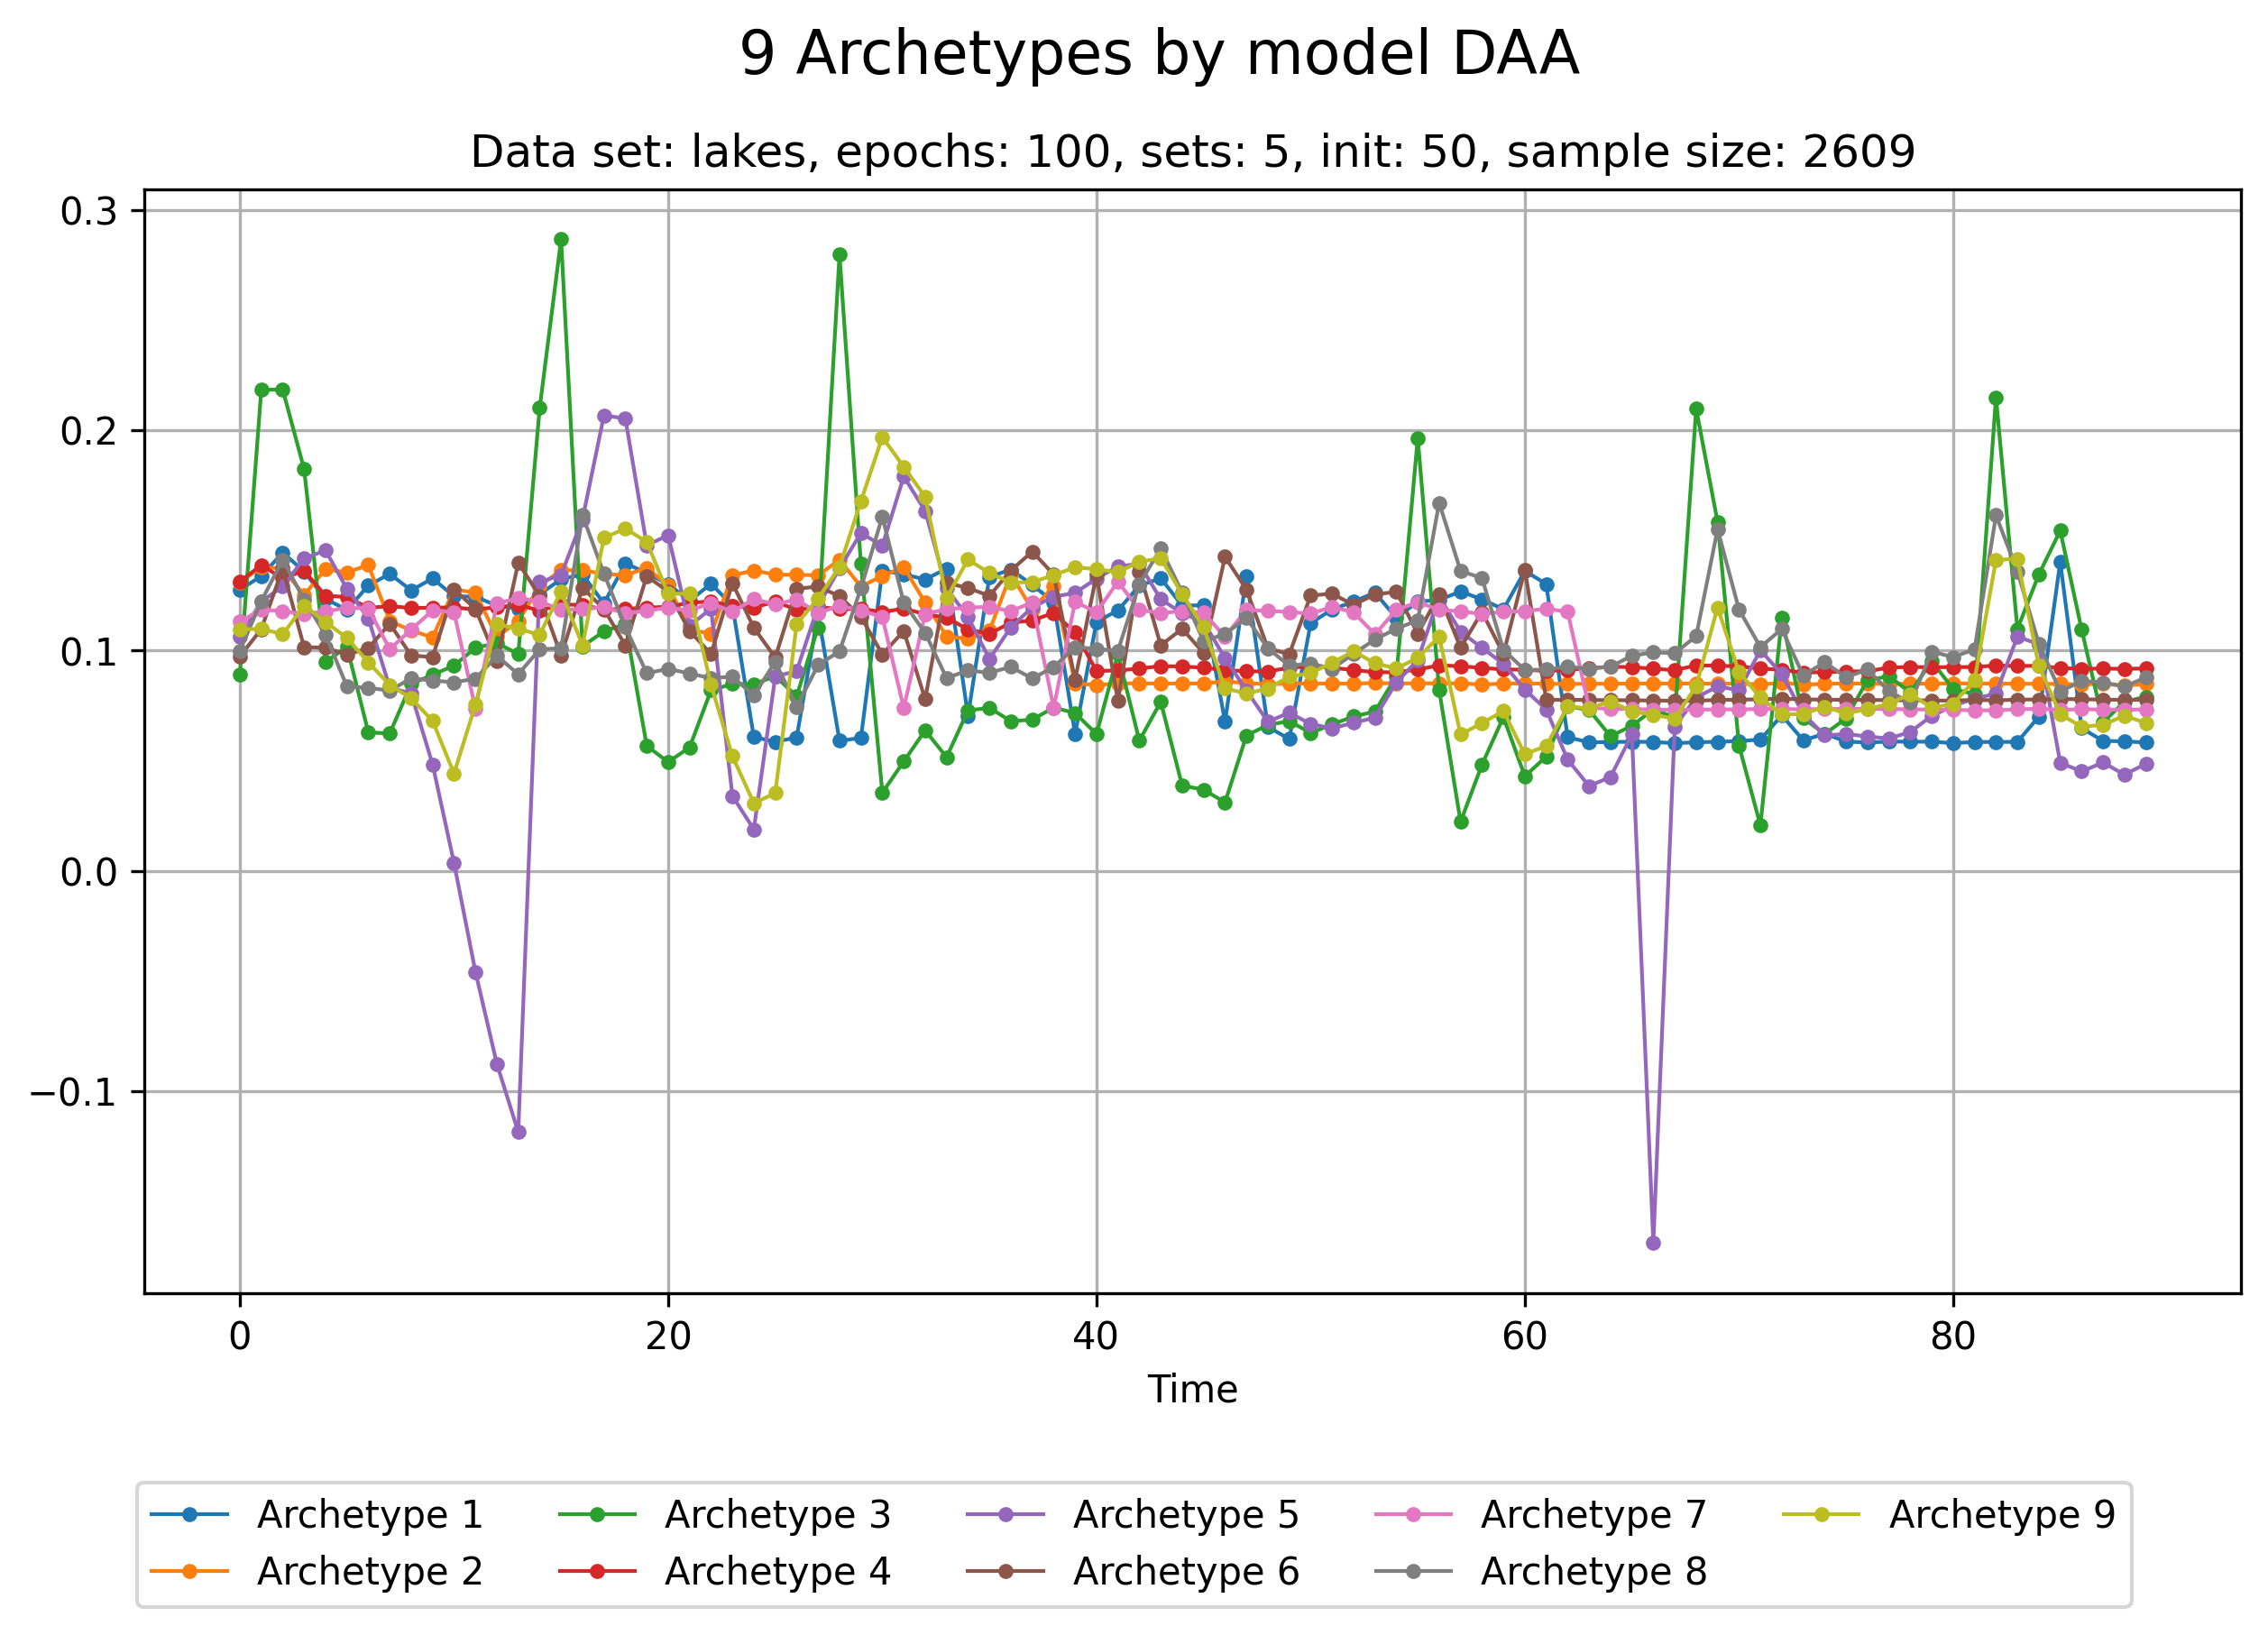 9 Archetypes by model DAA
Data set: lakes, epochs: 100, sets: 5, init: 50, sample size: 2609
0.3
0.2
0.1
0.0
−0.1
0 20 40 60 80
Time
Archetype 1 Archetype 3 Archetype 5 Archetype 7 Archetype 9
Archetype 2 Archetype 4 Archetype 6 Archetype 8